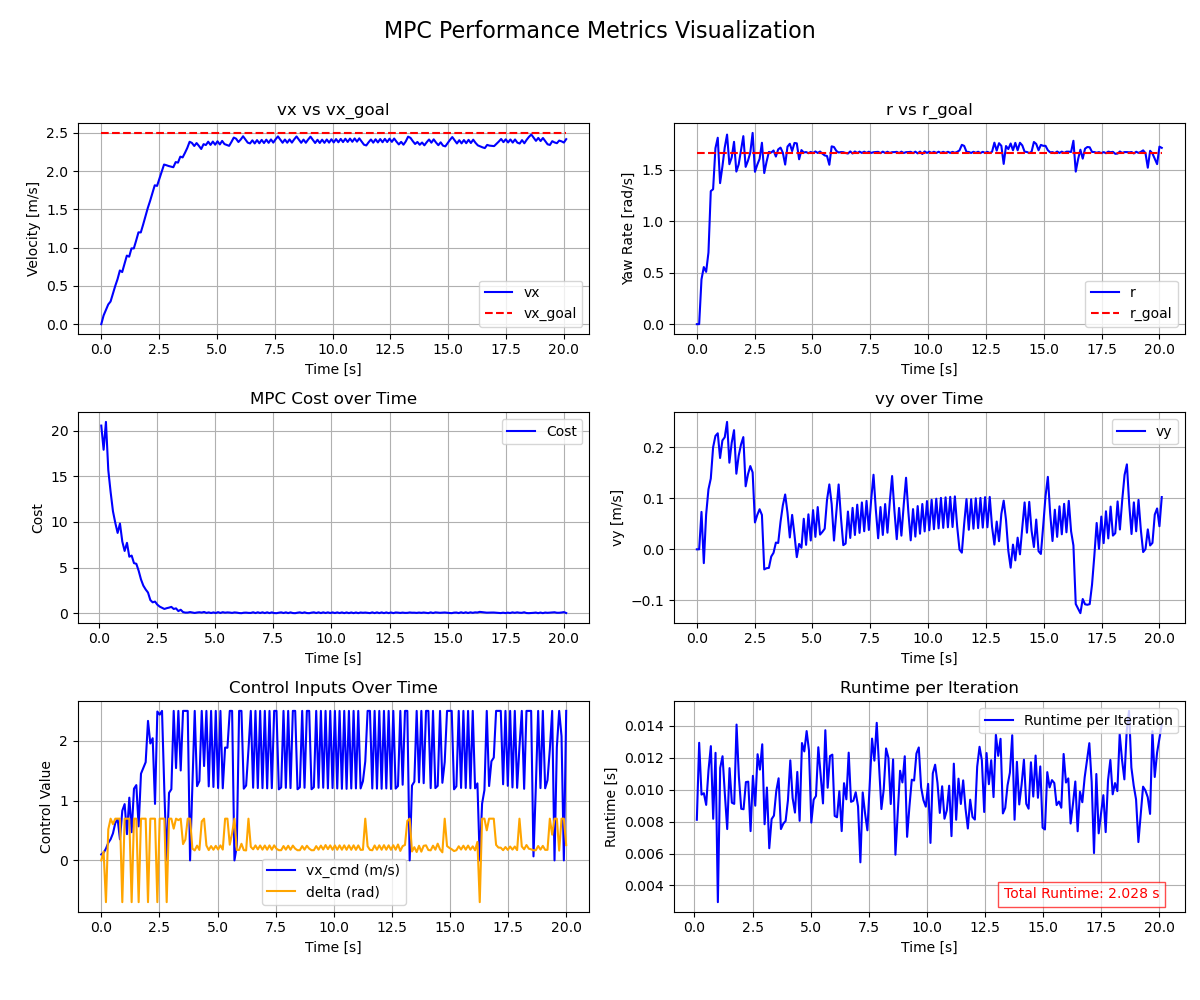 MPC Performance Metrics Visualization
vx vs vx_goal
Velocity [m/s]
2.5
2.0
1.5
1.0
0.5
0.0
vx
vx_goal
0.0 2.5 5.0 7.5 10.0 12.5 15.0 17.5 20.0
Time [s]
r vs r_goal
Yaw Rate [rad/s]
1.5
1.0
0.5
0.0
r
r_goal
0.0 2.5 5.0 7.5 10.0 12.5 15.0 17.5 20.0
Time [s]
MPC Cost over Time
Cost
20
15
10
5
0
Cost
0.0 2.5 5.0 7.5 10.0 12.5 15.0 17.5 20.0
Time [s]
vy over Time
vy [m/s]
0.2
0.1
0.0
−0.1
vy
0.0 2.5 5.0 7.5 10.0 12.5 15.0 17.5 20.0
Time [s]
Control Inputs Over Time
Control Value
2
1
0
vx_cmd (m/s)
delta (rad)
0.0 2.5 5.0 7.5 10.0 12.5 15.0 17.5 20.0
Time [s]
Runtime per Iteration
Runtime [s]
0.014
0.012
0.010
0.008
0.006
0.004
Runtime per Iteration
Total Runtime: 2.028 s
0.0 2.5 5.0 7.5 10.0 12.5 15.0 17.5 20.0
Time [s]